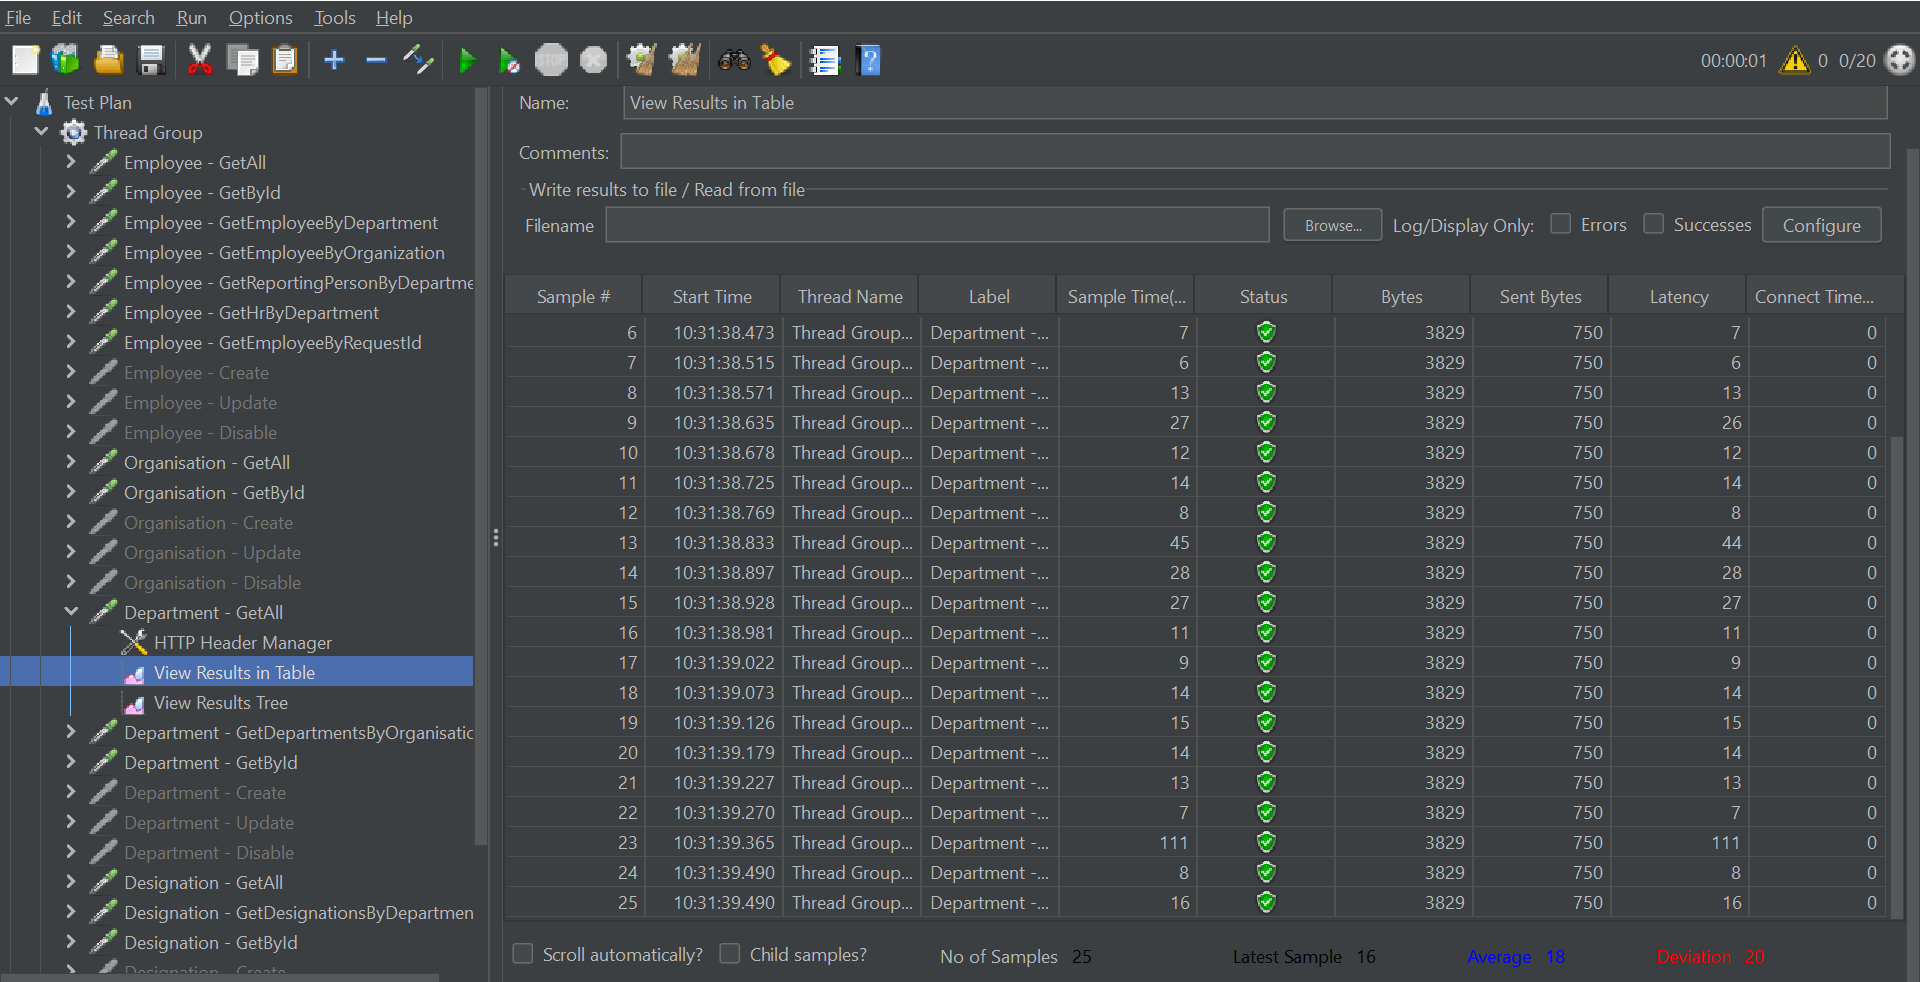 File Edit Search Run Options Tools Help
STOP
00:00:01 0 0/20
Test Plan
Thread Group
Employee - GetAll
Employee - GetById
Employee - GetEmployeeByDepartment
Employee - GetEmployeeByOrganization
Employee - GetReportingPersonByDepartme
Employee - GetHrByDepartment
Employee - GetEmployeeByRequestId
Employee - Create
Employee - Update
Employee - Disable
Organisation - GetAll
Organisation - GetById
Organisation - Create
Organisation - Update
Organisation - Disable
Department - GetAll
HTTP Header Manager
View Results in Table
View Results Tree
Department - GetDepartmentsByOrganisatio
Department - GetById
Department - Create
Department - Update
Department - Disable
Designation - GetAll
Designation - GetDesignationsByDepartmen
Designation - GetById
Designation - Create
Name: View Results in Table
Comments:
Write results to file / Read from file
Filename Browse... Log/Display Only: Errors Successes Configure
Sample # Start Time Thread Name Label Sample Time(... Status Bytes Sent Bytes Latency Connect Time...
6 10:31:38.473 Thread Group... Department -... 7 3829 750 7 0
7 10:31:38.515 Thread Group... Department -... 6 3829 750 6 0
8 10:31:38.571 Thread Group... Department -... 13 3829 750 13 0
9 10:31:38.635 Thread Group... Department -... 27 3829 750 26 0
10 10:31:38.678 Thread Group... Department -... 12 3829 750 12 0
11 10:31:38.725 Thread Group... Department -... 14 3829 750 14 0
12 10:31:38.769 Thread Group... Department -... 8 3829 750 8 0
13 10:31:38.833 Thread Group... Department -... 45 3829 750 44 0
14 10:31:38.897 Thread Group... Department -... 28 3829 750 28 0
15 10:31:38.928 Thread Group... Department -... 27 3829 750 27 0
16 10:31:38.981 Thread Group... Department -... 11 3829 750 11 0
17 10:31:39.022 Thread Group... Department -... 9 3829 750 9 0
18 10:31:39.073 Thread Group... Department -... 14 3829 750 14 0
19 10:31:39.126 Thread Group... Department -... 15 3829 750 15 0
20 10:31:39.179 Thread Group... Department -... 14 3829 750 14 0
21 10:31:39.227 Thread Group... Department -... 13 3829 750 13 0
22 10:31:39.270 Thread Group... Department -... 7 3829 750 7 0
23 10:31:39.365 Thread Group... Department -... 111 3829 750 111 0
24 10:31:39.490 Thread Group... Department -... 8 3829 750 8 0
25 10:31:39.490 Thread Group... Department -... 16 3829 750 16 0
Scroll automatically? Child samples? No of Samples 25 Latest Sample 16 Average 18 Deviation 20